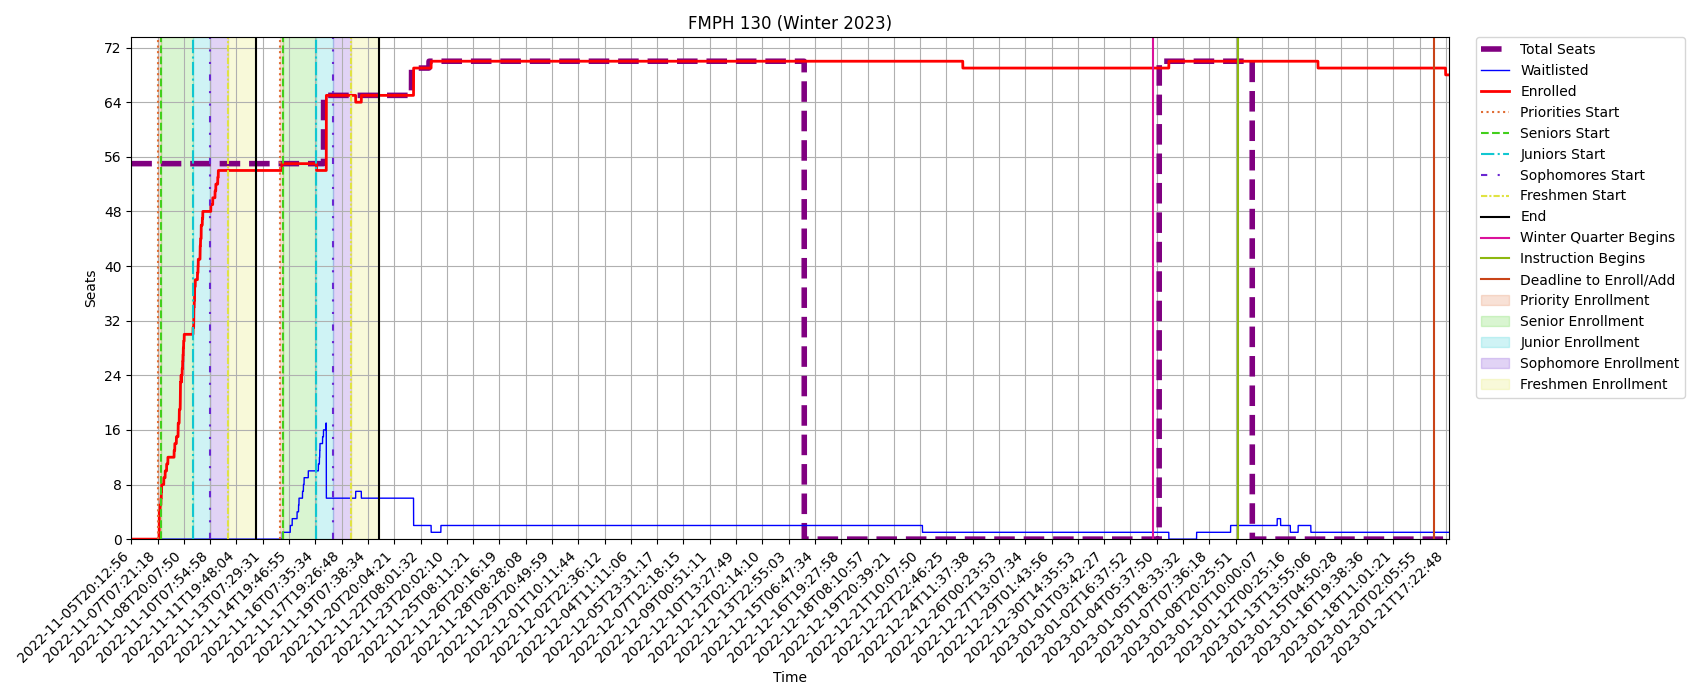 FMPH 130 (Winter 2023)
72
64
56
48
40
32
24
16
8
0
Seats
2022-11-05T20:12:56
2022-11-07T07:21:18
2022-11-08T20:07:50
2022-11-10T07:54:58
2022-11-11T19:48:04
2022-11-13T07:29:31
2022-11-14T19:46:55
2022-11-16T07:35:34
2022-11-17T19:26:48
2022-11-19T07:38:34
2022-11-20T20:04:21
2022-11-22T08:01:32
2022-11-23T20:02:10
2022-11-25T08:11:21
2022-11-26T20:16:19
2022-11-28T08:28:08
2022-11-29T20:49:59
2022-12-01T10:11:44
2022-12-02T22:36:12
2022-12-04T11:11:06
2022-12-05T23:31:17
2022-12-07T12:18:15
2022-12-09T00:51:11
2022-12-10T13:27:49
2022-12-12T02:14:10
2022-12-13T22:55:03
2022-12-15T06:47:34
2022-12-16T19:27:58
2022-12-18T08:10:57
2022-12-19T20:39:21
2022-12-21T10:07:50
2022-12-22T22:46:25
2022-12-24T11:37:38
2022-12-26T00:23:53
2022-12-27T13:07:34
2022-12-29T01:43:56
2022-12-30T14:35:53
2023-01-01T03:42:27
2023-01-02T16:37:52
2023-01-04T05:37:50
2023-01-05T18:33:32
2023-01-07T07:36:18
2023-01-08T20:25:51
2023-01-10T10:00:07
2023-01-12T00:25:16
2023-01-13T13:55:06
2023-01-15T04:50:28
2023-01-16T19:38:36
2023-01-18T11:01:21
2023-01-20T02:05:55
2023-01-21T17:22:48
Time
Total Seats
Waitlisted
Enrolled
Priorities Start
Seniors Start
Juniors Start
Sophomores Start
Freshmen Start
End
Winter Quarter Begins
Instruction Begins
Deadline to Enroll/Add
Priority Enrollment
Senior Enrollment
Junior Enrollment
Sophomore Enrollment
Freshmen Enrollment